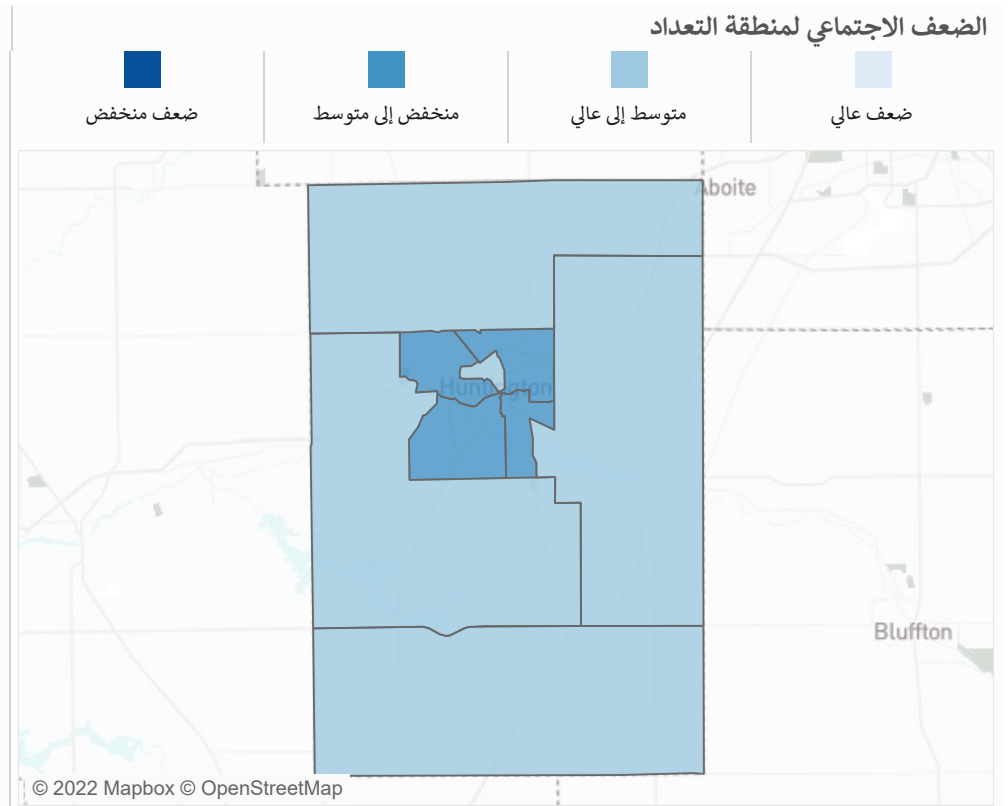 الضعف الاجتماعي لمنطقة التعداد
ضعف عالي
متوسط إلى عالي
منخفض إلى متوسط
ضعف منخفض
Aboite
Huntington
Bluffton
© 2022 Mapbox © OpenStreetMap